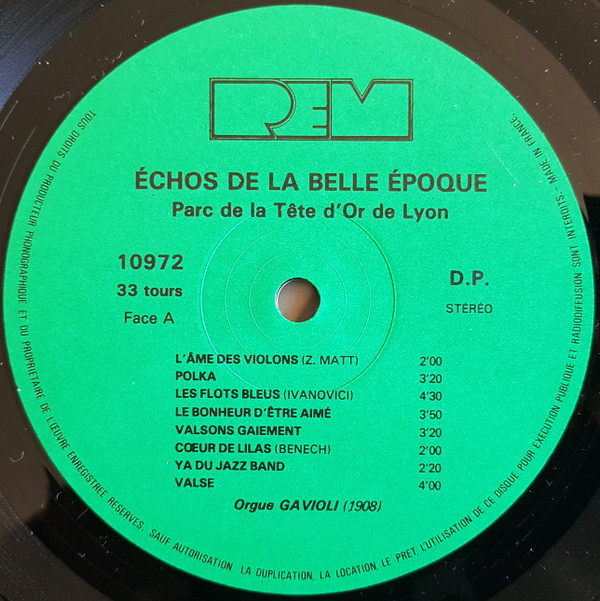 REM
ÉCHOS DE LA BELLE ÉPOQUE
Parc de la Tête d'Or de Lyon
10972
33 tours
Face A
D.P.
STÉRÉO
L'ÂME DES VIOLONS (Z. MATT) 2'00
POLKA 3'20
LES FLOTS BLEUS (IVANOVICI) 4'30
LE BONHEUR D'ÊTRE AIMÉ 3'50
VALSONS GAIEMENT 3'20
CŒUR DE LILAS (BENECH) 2'00
YA DU JAZZ BAND 2'20
VALSE 4'00
Orgue GAVIOLI (1908)
TOUS DROITS DU PRODUCTEUR PHONOGRAPHIQUE ET DU PROPRIETAIRE DE L'ŒUVRE ENREGISTREE RESERVES. SAUF AUTORISATION LA DUPLICATION, LA LOCATION, LE PRET, L'UTILISATION DE CE DISQUE POUR EXECUTION PUBLIQUE ET RADIODIFFUSION SONT INTERDITS. - MADE IN FRANCE.